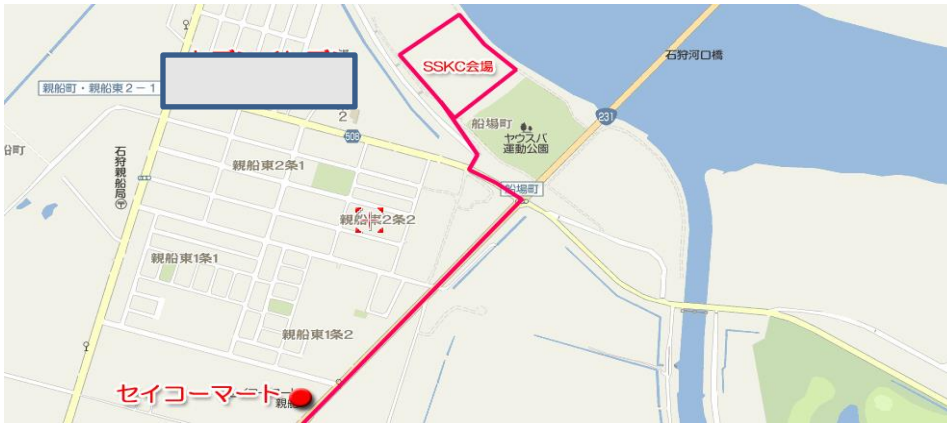 石狩河口橋
SSKC会場
親船町・親船東2-1
231
船場町
2
ヤウスバ
運動公園
508
石狩親船局
親船東2条1
船場町
親船東2条2
親船東1条1
親船東1条2
セイコーマート